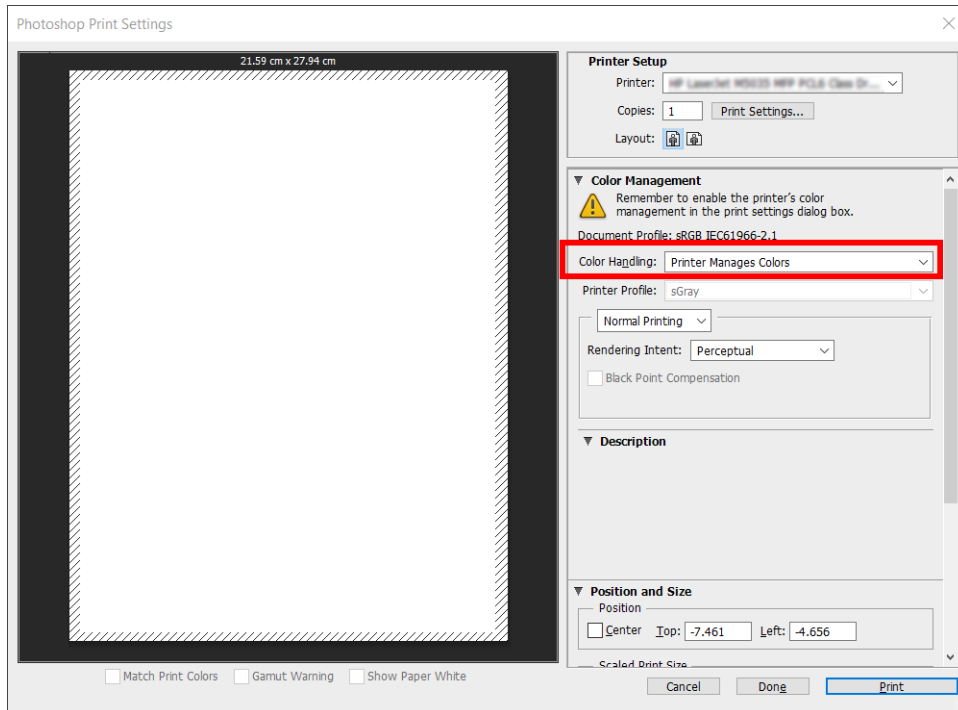 Photoshop Print Settings
21.59 cm x 27.94 cm
Printer Setup
Printer:
Copies: 1 Print Settings...
Layout:
Color Management
Remember to enable the printer's color
management in the print settings dialog box.
Document Profile: sRGB IEC61966-2.1
Color Handling: Printer Manages Colors
Printer Profile: sGray
Normal Printing
Rendering Intent: Perceptual
Black Point Compensation
Description
Position and Size
Position
Center Top: -7.461 Left: -4.656
Scaled Print Size
Match Print Colors Gamut Warning Show Paper White
Cancel Done Print